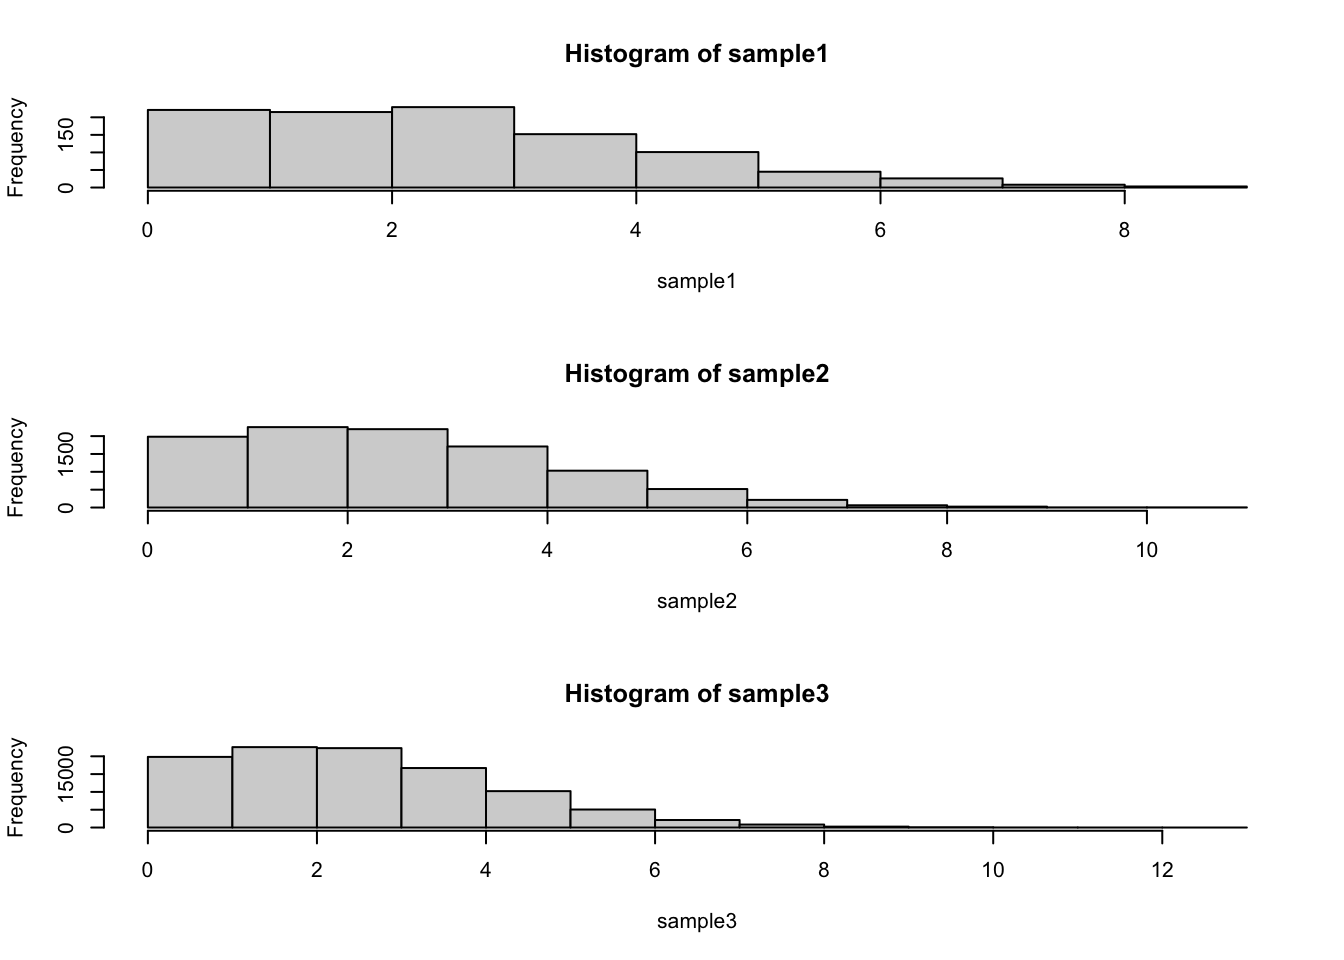 Histogram of sample1
Frequency
0 150
0 2 4 6 8
sample1
Histogram of sample2
Frequency
0 1500
0 2 4 6 8 10
sample2
Histogram of sample3
Frequency
0 15000
0 2 4 6 8 10 12
sample3